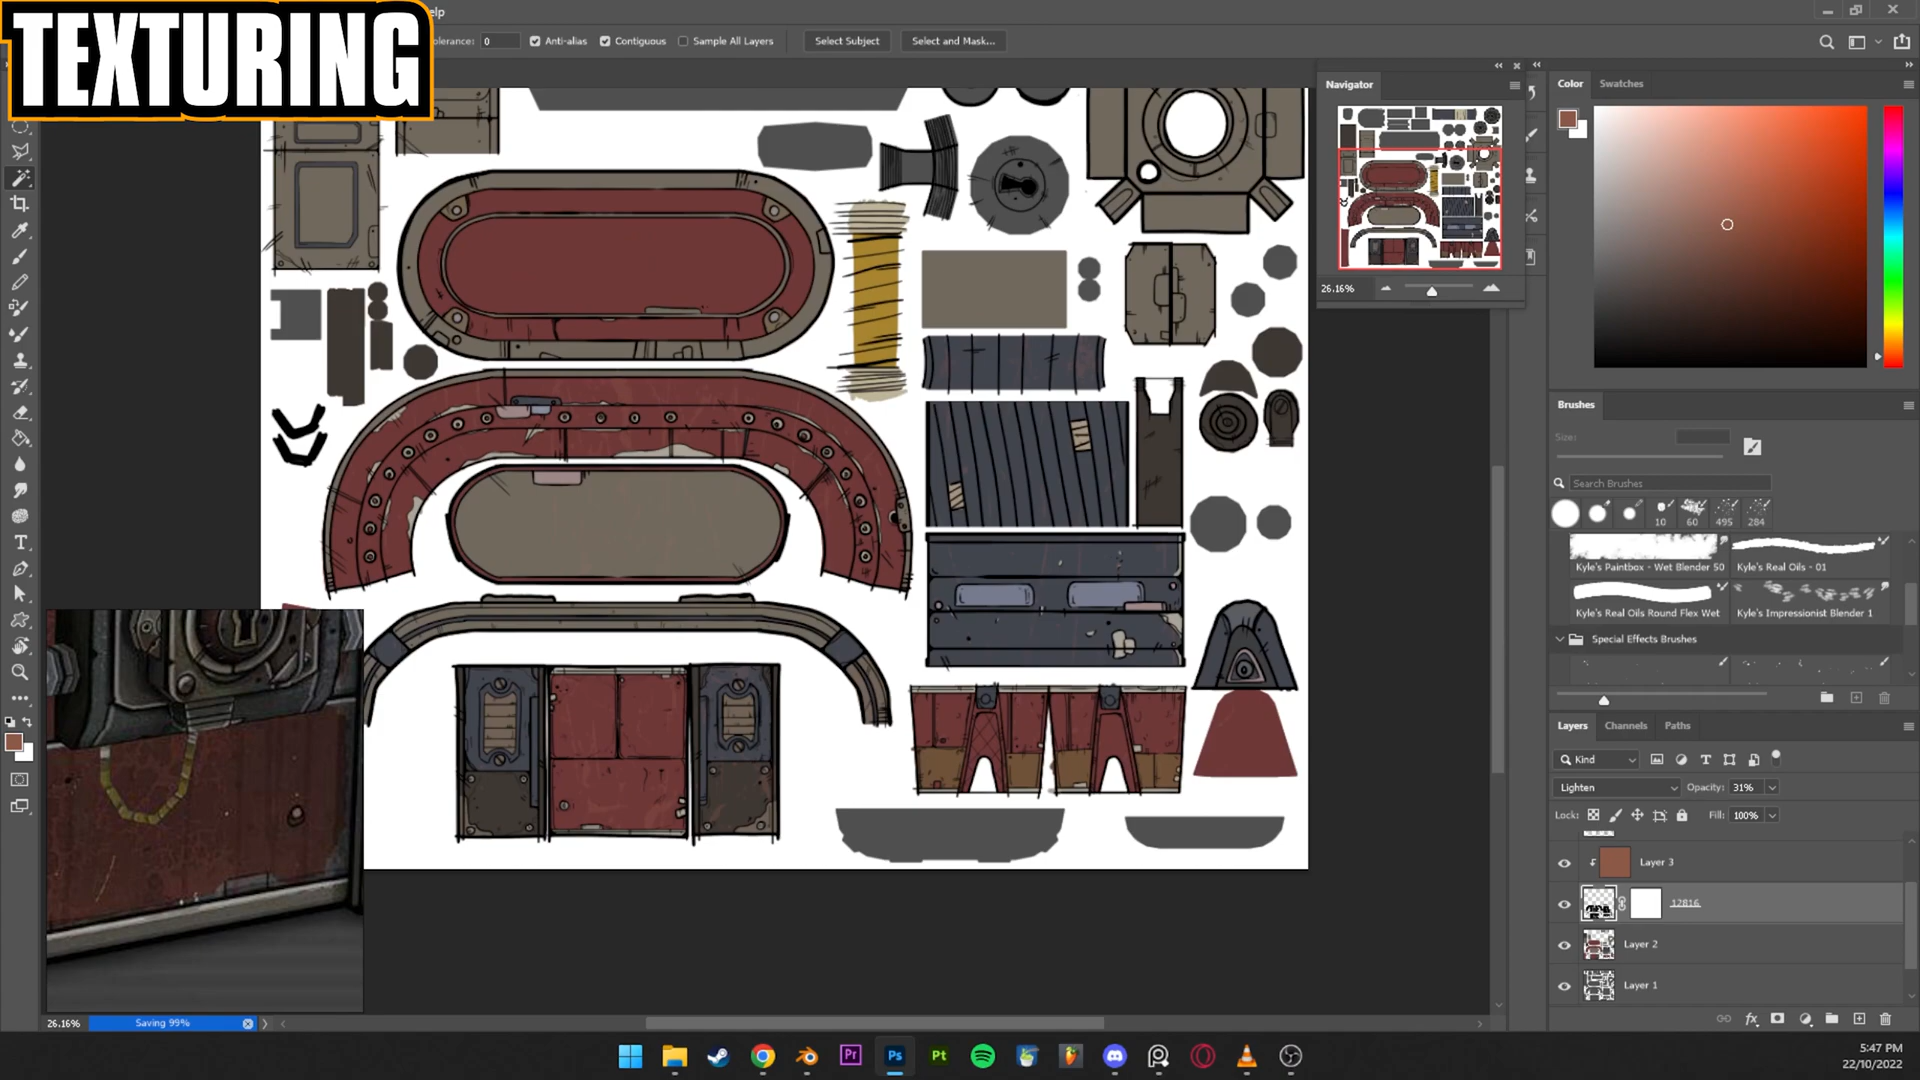 TEXTURING
elp
olerance: 0
Anti-alias
Contiguous
Sample All Layers
Select Subject
Select and Mask...
Navigator
26.16%
Color
Swatches
Brushes
Size:
Search Brushes
10
60
495
284
Kyle's Paintbox - Wet Blender 50
Kyle's Real Oils - 01
Kyle's Real Oils Round Flex Wet
Kyle's Impressionist Blender 1
Special Effects Brushes
Layers
Channels
Paths
Kind
Lighten
Opacity: 31%
Lock:
Fill: 100%
Layer 3
12816
Layer 2
Layer 1
26.16%
Saving 99%
Pr
Ps
Pt
5:47 PM
22/10/2022